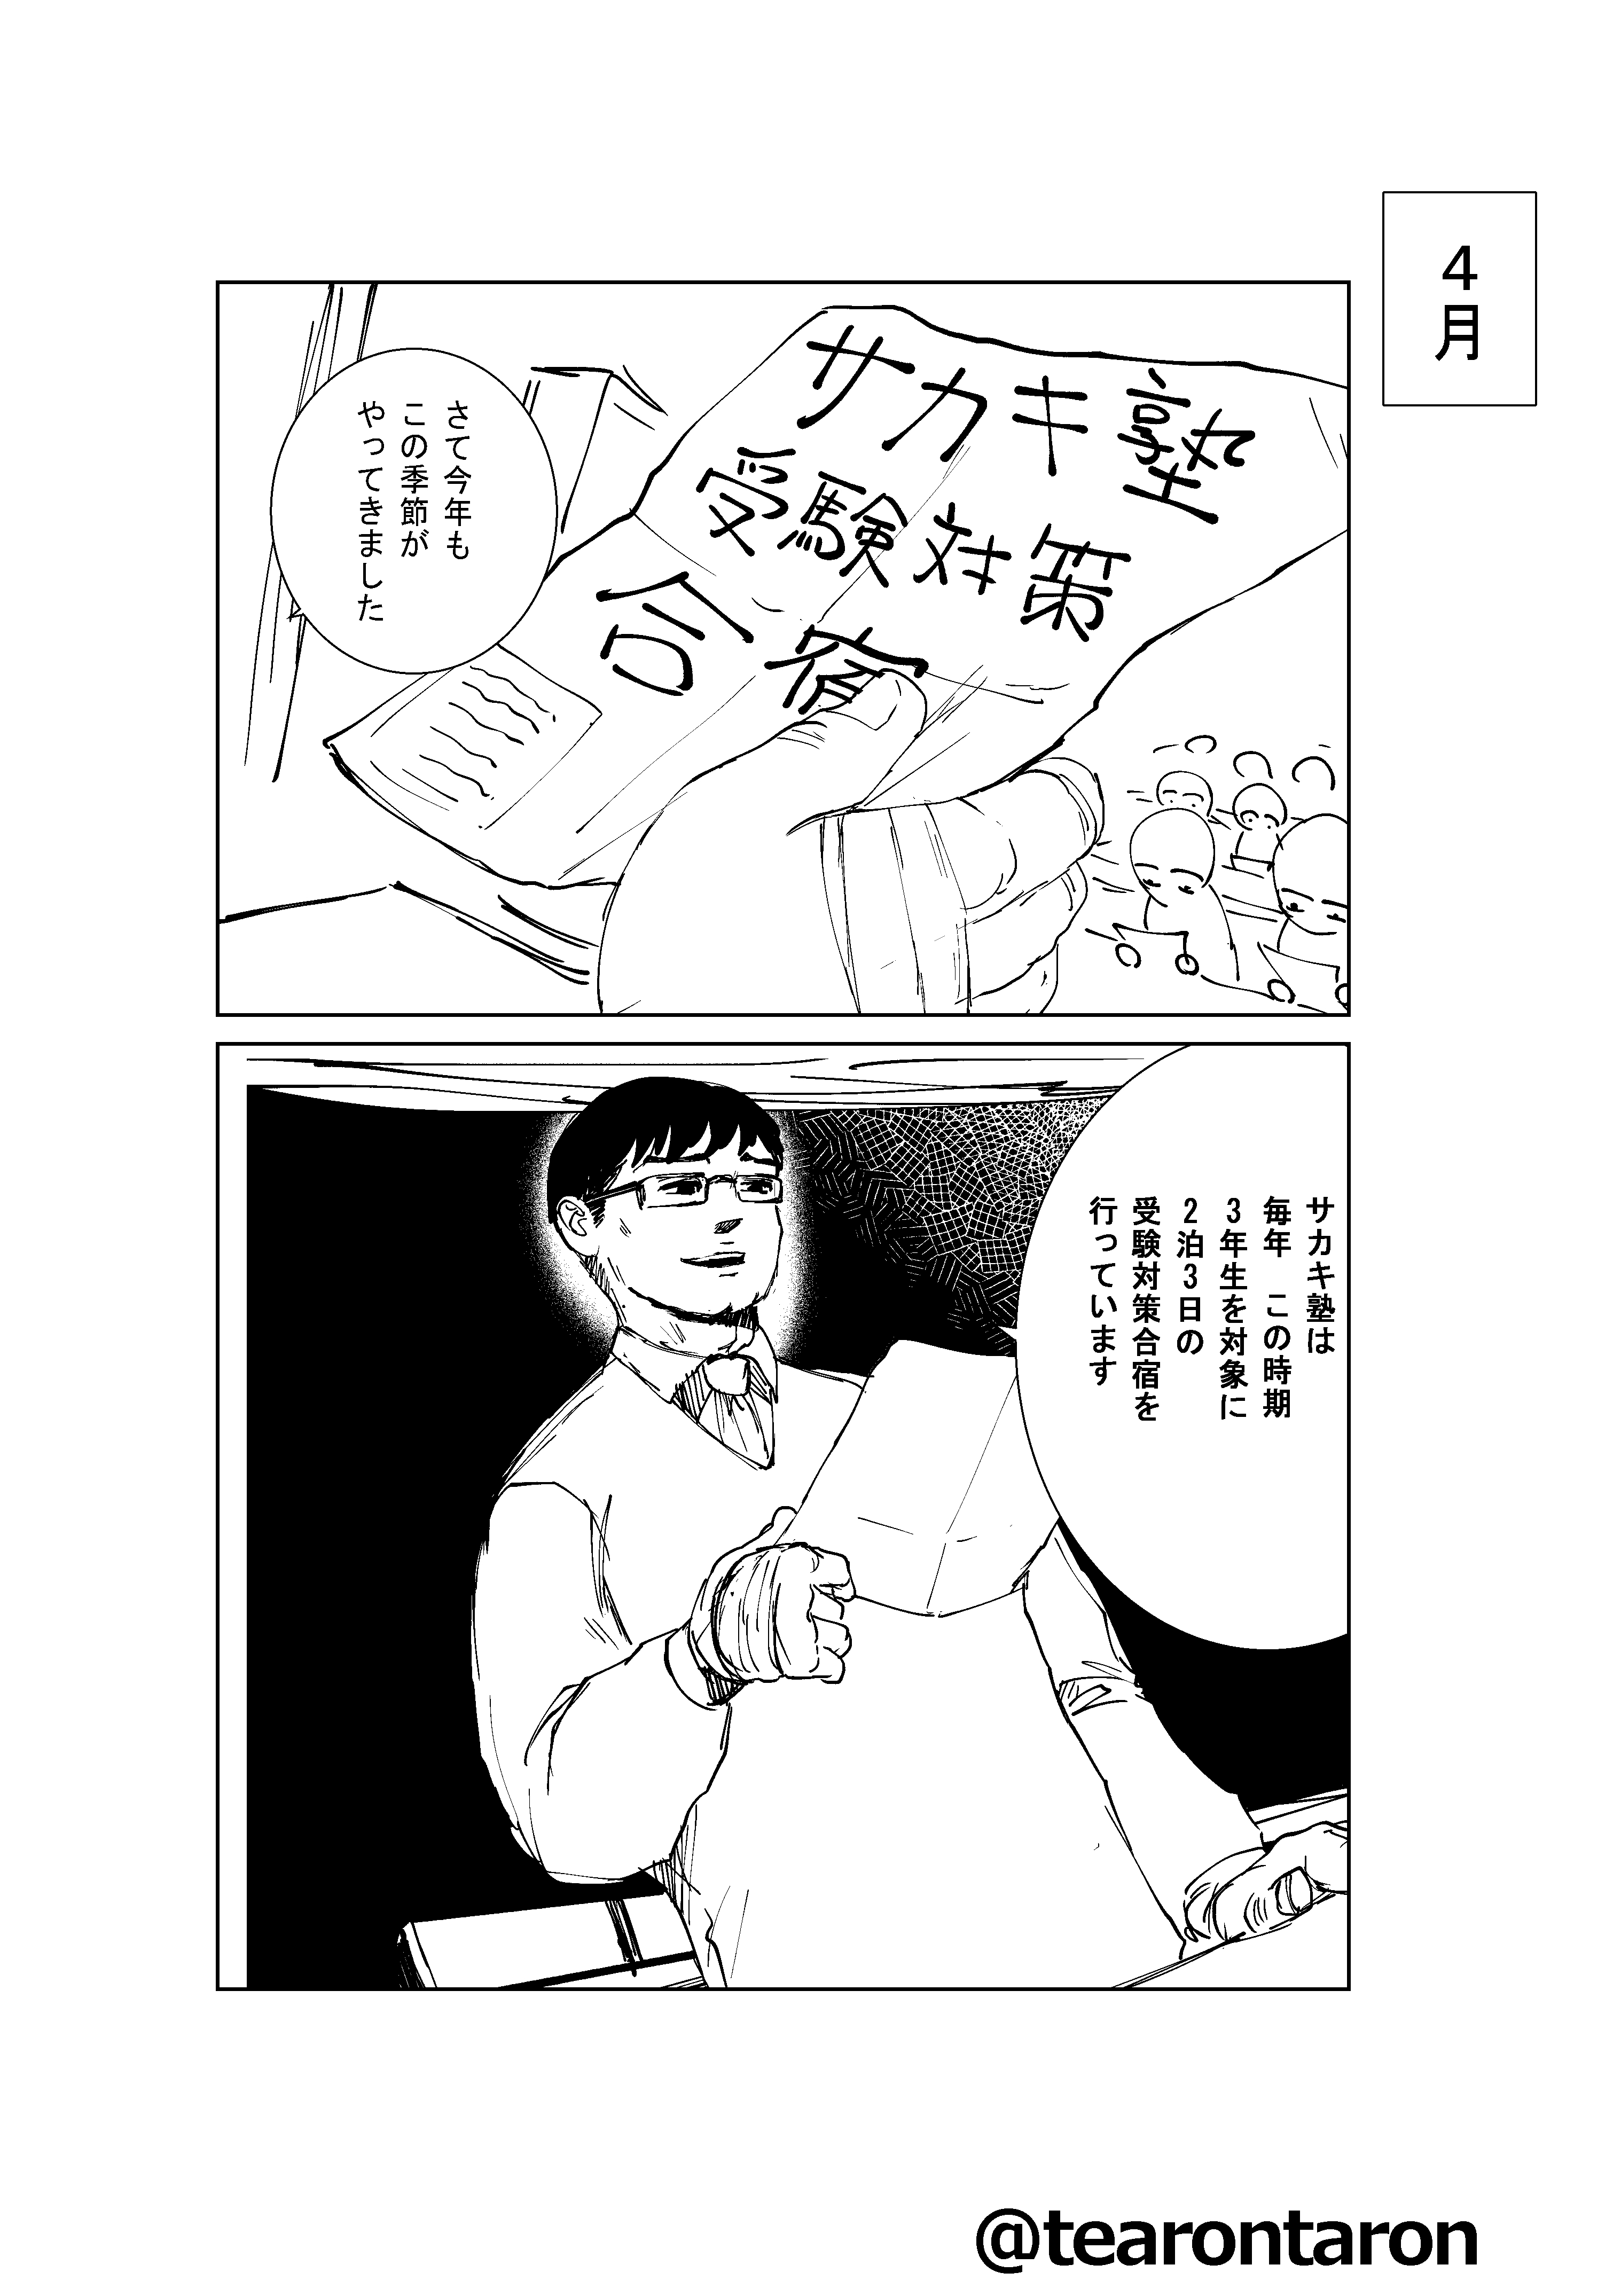 4月
サカキ塾
受験対策
合宿
さて今年も
この季節が
やってきました
サカキ塾は
毎年 この時期
3年生を対象に
2泊3日の
受験対策合宿を
行っています
@tearontaron